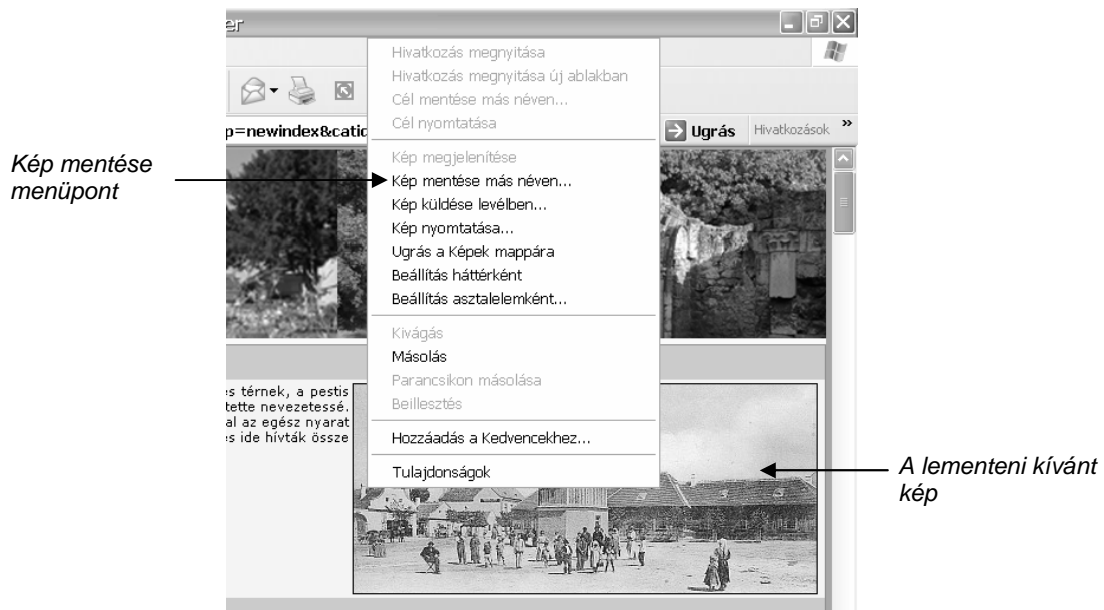 er
Hivatkozás megnyitása
Hivatkozás megnyitása új ablakban
Cél mentése más néven...
Cél nyomtatása
p=newindex&catic
Ugrás
Hivatkozások
»
Kép mentése
menüpont
Kép megjelenítése
Kép mentése más néven...
Kép küldése levélben...
Kép nyomtatása...
Ugrás a Képek mappára
Beállítás háttérként
Beállítás asztalelemként...
Kivágás
Másolás
Parancsikon másolása
Beillesztés
Hozzáadás a Kedvencekhez...
Tulajdonságok
es térnek, a pestis
tette nevezetessé.
al az egész nyarat
es ide hívták össze
A lementeni kívánt
kép